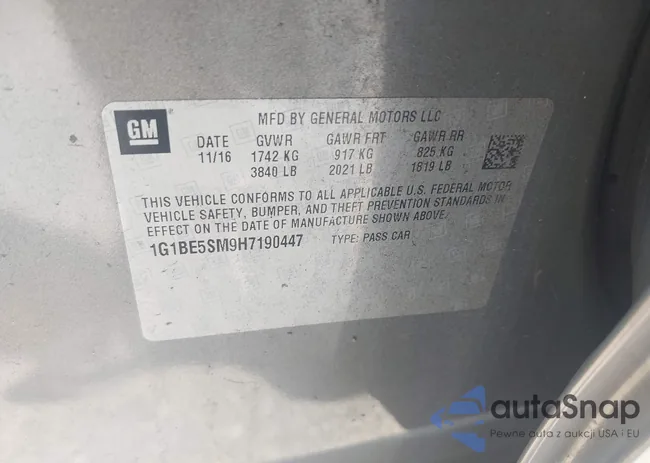 GM
MFD BY GENERAL MOTORS LLC
DATE GVWR GAWR FRT GAWR RR
11/16 1742 KG 917 KG 825 KG
3840 LB 2021 LB 1819 LB
THIS VEHICLE CONFORMS TO ALL APPLICABLE U.S. FEDERAL MOTOR
VEHICLE SAFETY, BUMPER, AND THEFT PREVENTION STANDARDS IN
EFFECT ON THE DATE OF MANUFACTURE SHOWN ABOVE.
1G1BE5SM9H7190447 TYPE: PASS CAR
autoSnap
Pewne auta z aukcji USA i EU